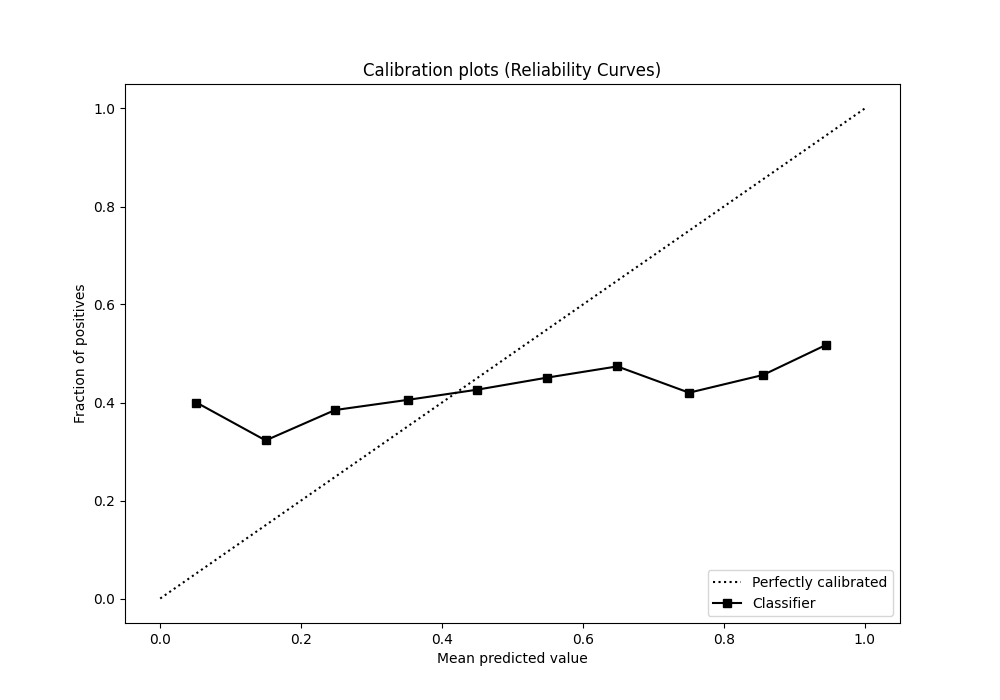 Calibration plots (Reliability Curves)
1.0
0.8
0.6
0.4
0.2
0.0
Fraction of positives
Perfectly calibrated
Classifier
0.0 0.2 0.4 0.6 0.8 1.0
Mean predicted value